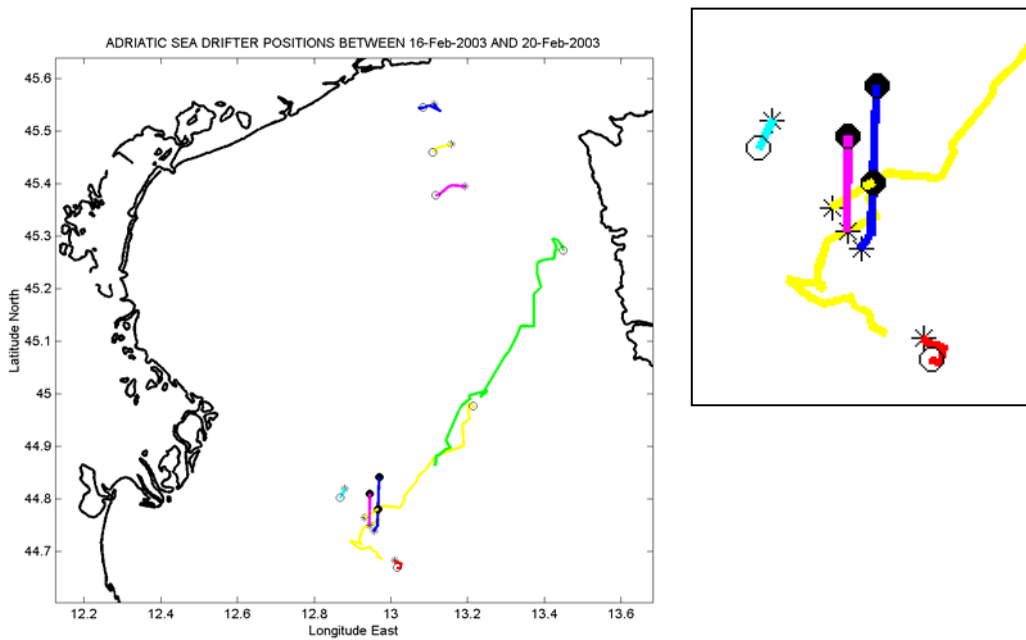 ADRIATIC SEA DRIFTER POSITIONS BETWEEN 16-Feb-2003 AND 20-Feb-2003
45.6
45.5
45.4
45.3
45.2
45.1
45
44.9
44.8
44.7
Latitude North
12.2 12.4 12.6 12.8 13 13.2 13.4 13.6
Longitude East